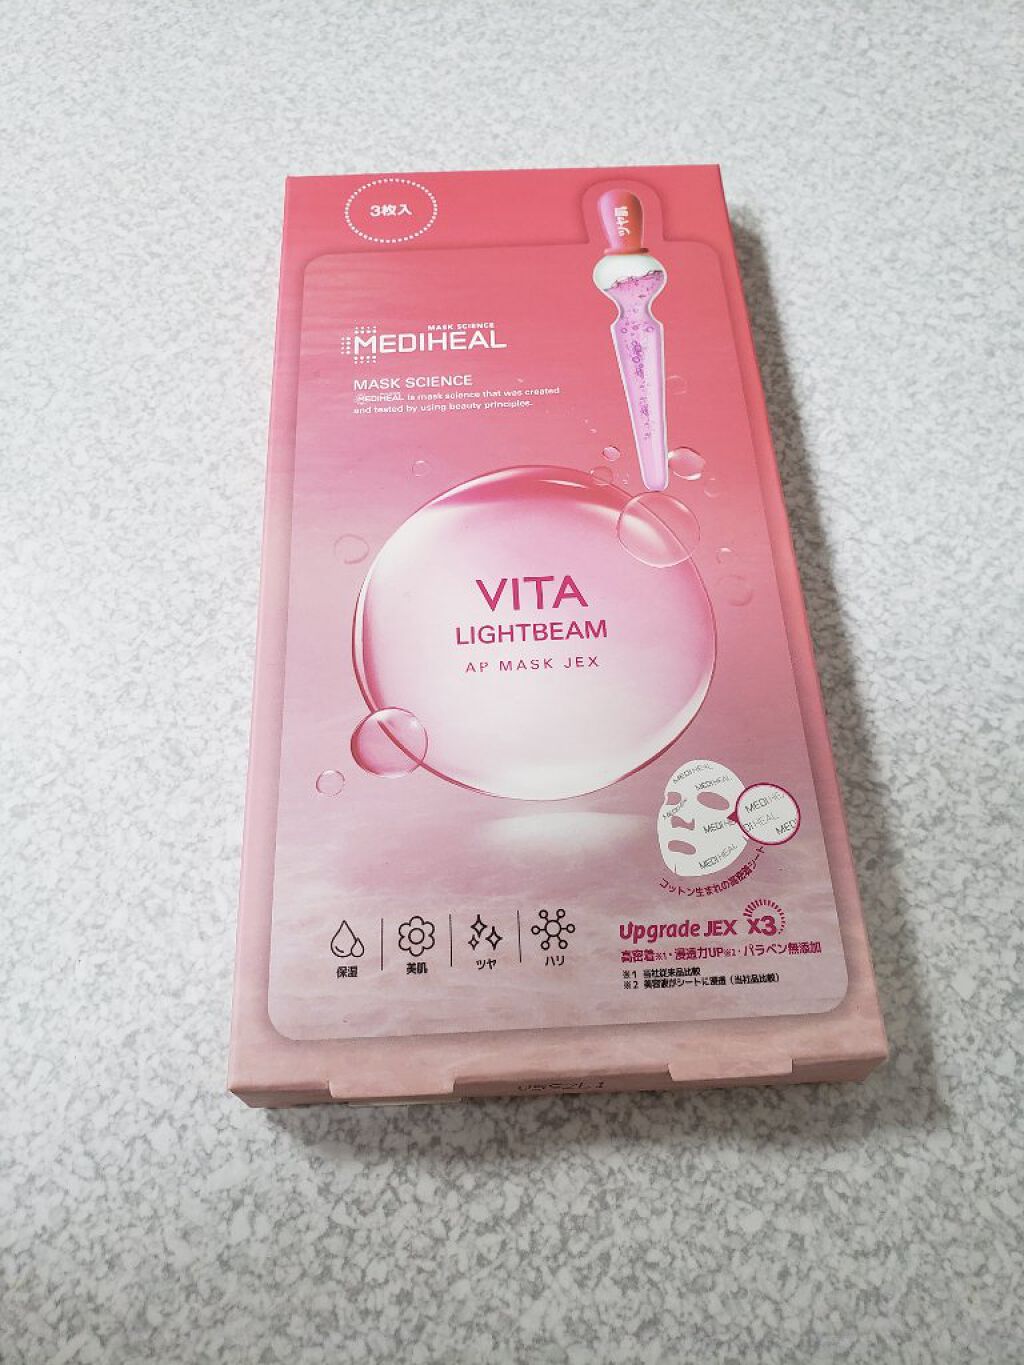 3枚入
MASK SCIENCE
MEDIHEAL
MASK SCIENCE
MEDIHEAL is mask science that was created
and tested by using beauty principles.
VITA
LIGHTBEAM
AP MASK JEX
MEDIHEAL
MEDIHEAL
MEDIHEAL
コットン生まれの高密着シート
Upgrade JEX X3
高密着※1・浸透力UP※2・パラベン無添加
※1 当社従来品比較
※2 美容液がシートに浸透（当社品比較）
保湿
美肌
ツヤ
ハリ